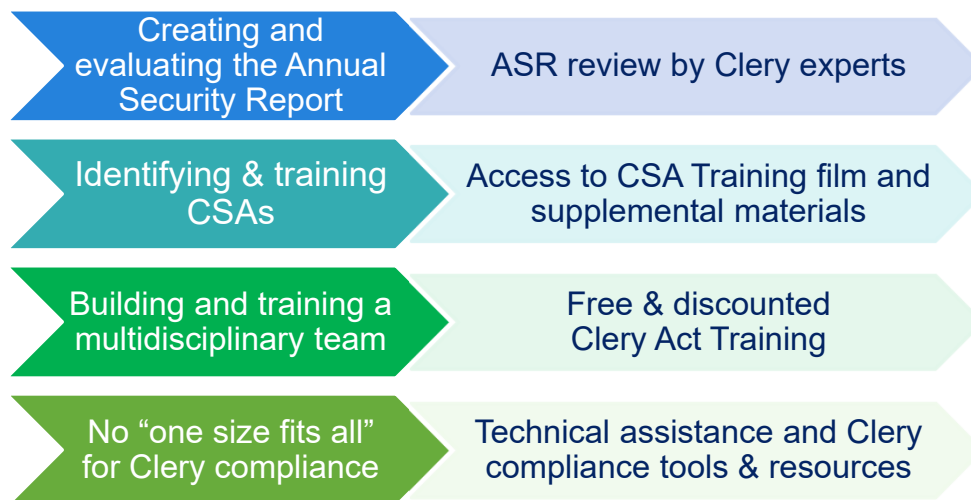 Creating and
evaluating the Annual
Security Report
ASR review by Clery experts
Identifying & training
CSAs
Access to CSA Training film and
supplemental materials
Building and training a
multidisciplinary team
Free & discounted
Clery Act Training
No “one size fits all”
for Clery compliance
Technical assistance and Clery
compliance tools & resources